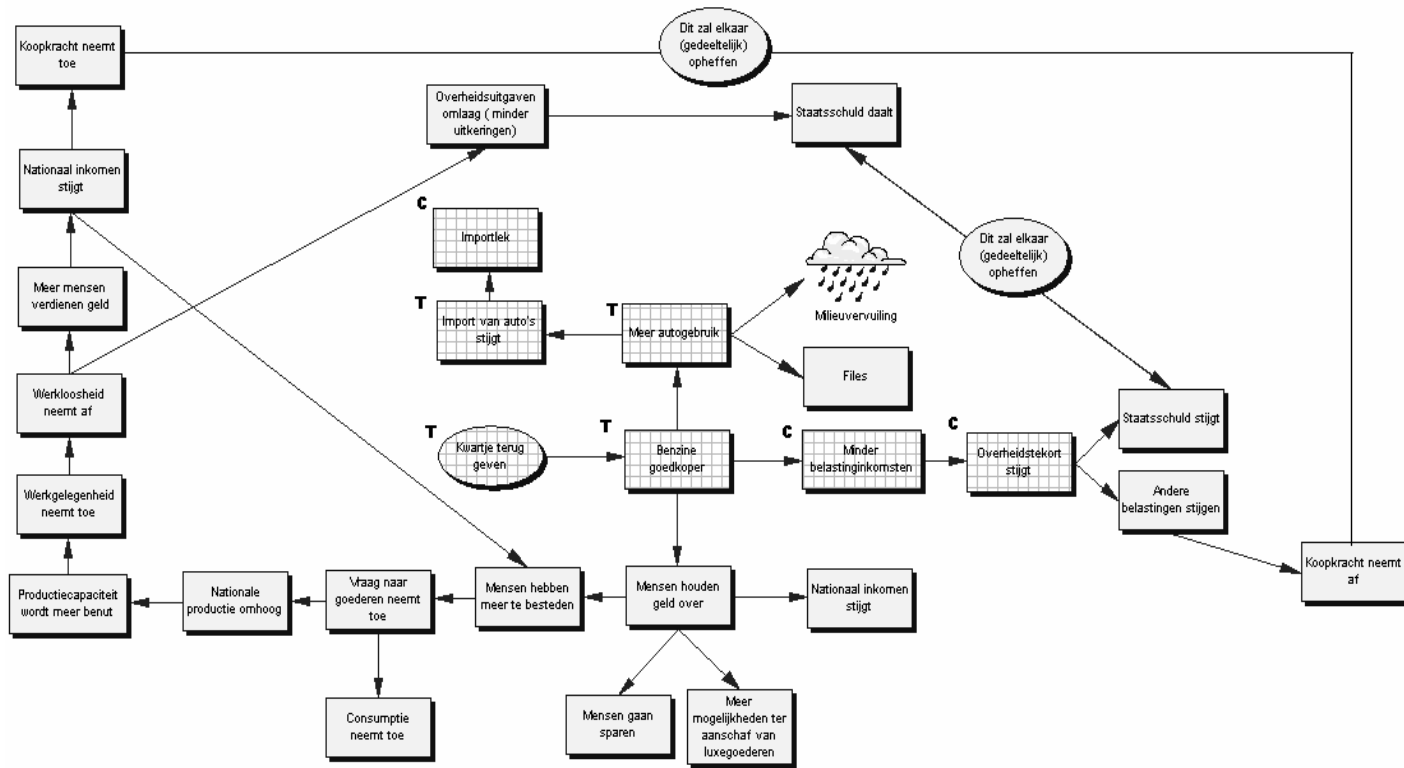 Dit zal elkaar
(gedeeltelijk)
opheffen
Koopkracht neemt
toe
Overheidsuitgaven
omlaag ( minder
uitkeringen)
Staatsschuld daalt
Nationaal inkomen
stijgt
C
Importlek
Dit zal elkaar
(gedeeltelijk)
opheffen
Meer mensen
verdienen geld
T
Import van auto's
stijgt
T
Meer autogebruik
Milieuvervuiling
Files
Werkloosheid
neemt af
Staatsschuld stijgt
T
Kwartje terug
geven
T
Benzine
goedkoper
C
Minder
belastinginkomsten
C
Overheidstekort
stijgt
Werkgelegenheid
neemt toe
Andere
belastingen stijgen
Koopkracht neemt
af
Productiecapaciteit
wordt meer benut
Nationale
productie omhoog
Vraag naar
goederen neemt
toe
Mensen hebben
meer te besteden
Mensen houden
geld over
Nationaal inkomen
stijgt
Consumptie
neemt toe
Mensen gaan
sparen
Meer
mogelijkheden ter
aanschaf van
luxegoederen